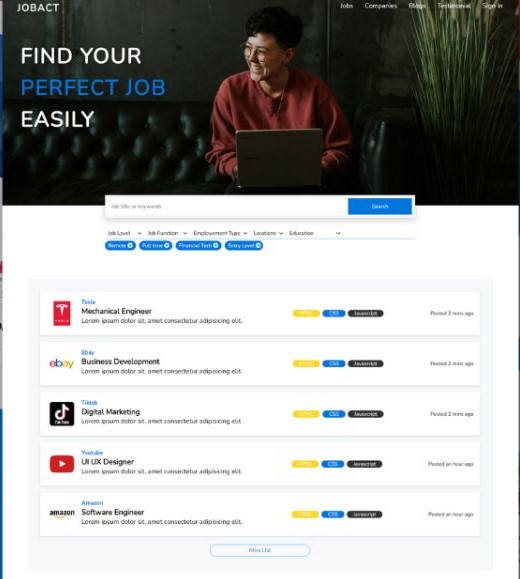 JOBACT
Jobs Companies Blogs Testimonial Sign In
FIND YOUR
PERFECT JOB
EASILY
Job title or keywords Search
Job Level Job Function Employement Type Locations Education
Remote Full time Financial Tech Entry Level
TESLA
Tesla
Mechanical Engineer
Lorem ipsum dolor sit, amet consectetur adipisicing elit.
HTML CSS Javascript
Posted 2 mins ago
ebay
Ebay
Business Development
Lorem ipsum dolor sit, amet consectetur adipisicing elit.
HTML CSS Javascript
Posted 2 mins ago
TikTok
Tiktok
Digital Marketing
Lorem ipsum dolor sit, amet consectetur adipisicing elit.
HTML CSS Javascript
Posted 2 mins ago
Youtube
UI UX Designer
Lorem ipsum dolor sit, amet consectetur adipisicing elit.
HTML CSS Javascript
Posted an hour ago
amazon
Amazon
Software Engineer
Lorem ipsum dolor sit, amet consectetur adipisicing elit.
HTML CSS Javascript
Posted an hour ago
More List